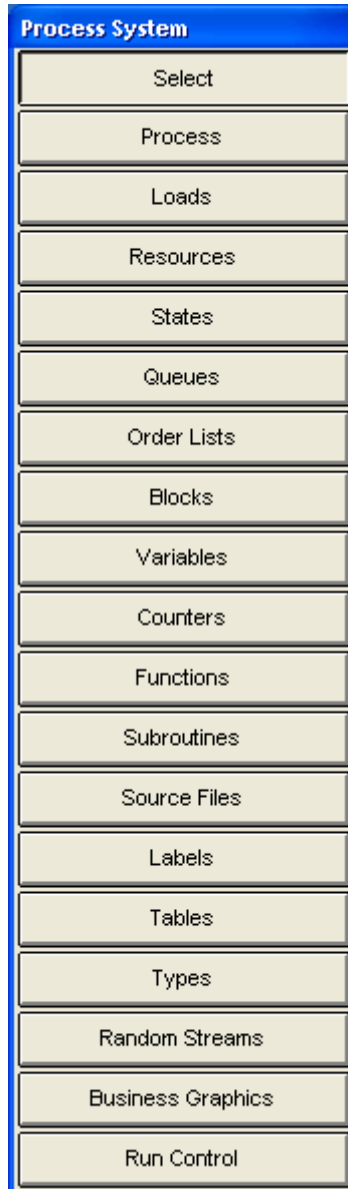 Process System
Select
Process
Loads
Resources
States
Queues
Order Lists
Blocks
Variables
Counters
Functions
Subroutines
Source Files
Labels
Tables
Types
Random Streams
Business Graphics
Run Control